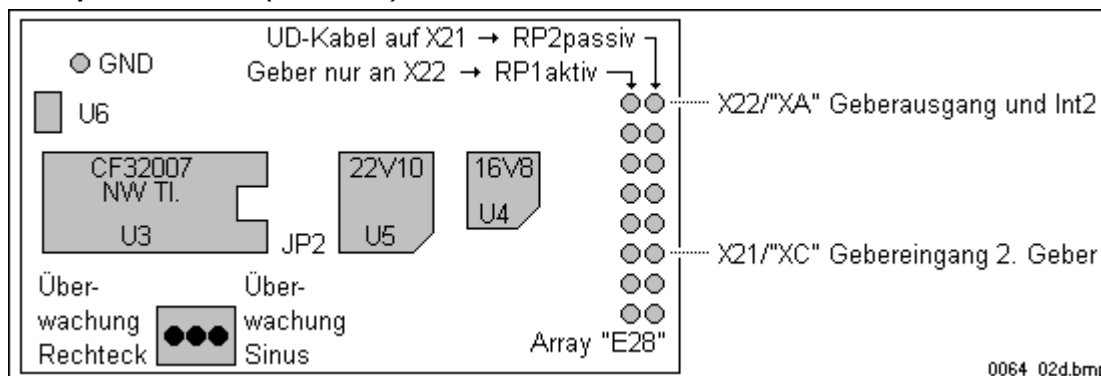 UD-Kabel auf X21 → RP2passiv
GND
Geber nur an X22 → RP1aktiv
U6
X22/"XA" Geberausgang und Int2
CF32007
NW TI.
U3
JP2
22V10
U5
16V8
U4
X21/"XC" Gebereingang 2. Geber
Über-
wachung
Rechteck
Über-
wachung
Sinus
Array "E28"
0064_02d.bmp